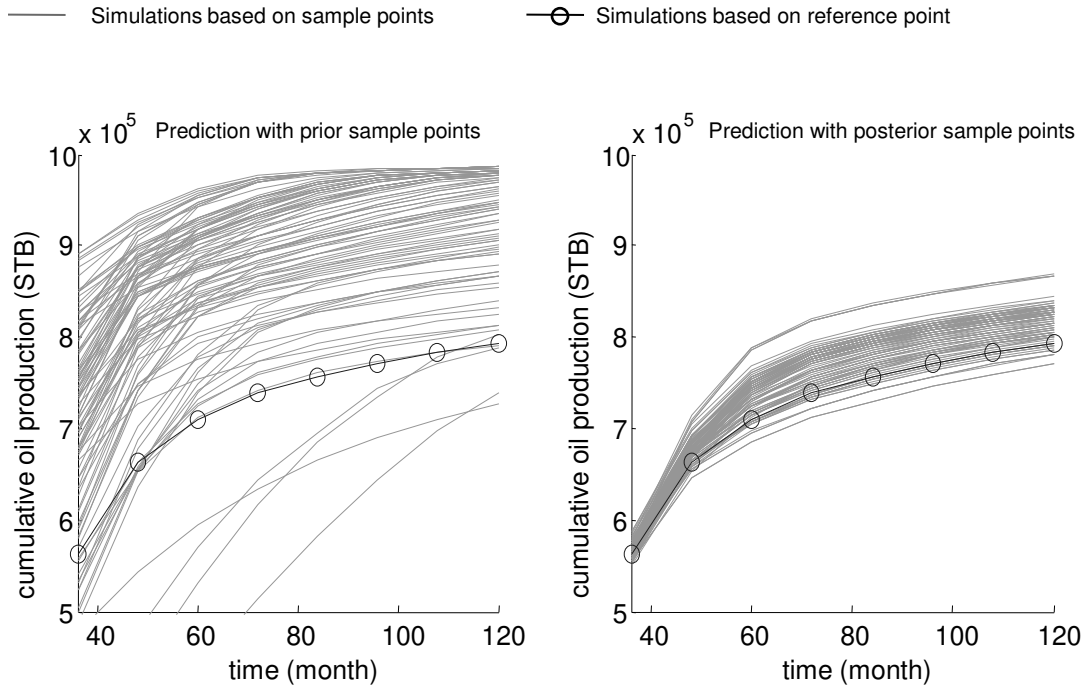 Simulations based on sample points
Simulations based on reference point
x 10^5 Prediction with prior sample points
10
9
8
7
6
5
40 60 80 100 120
time (month)
cumulative oil production (STB)
x 10^5 Prediction with posterior sample points
10
9
8
7
6
5
40 60 80 100 120
time (month)
cumulative oil production (STB)